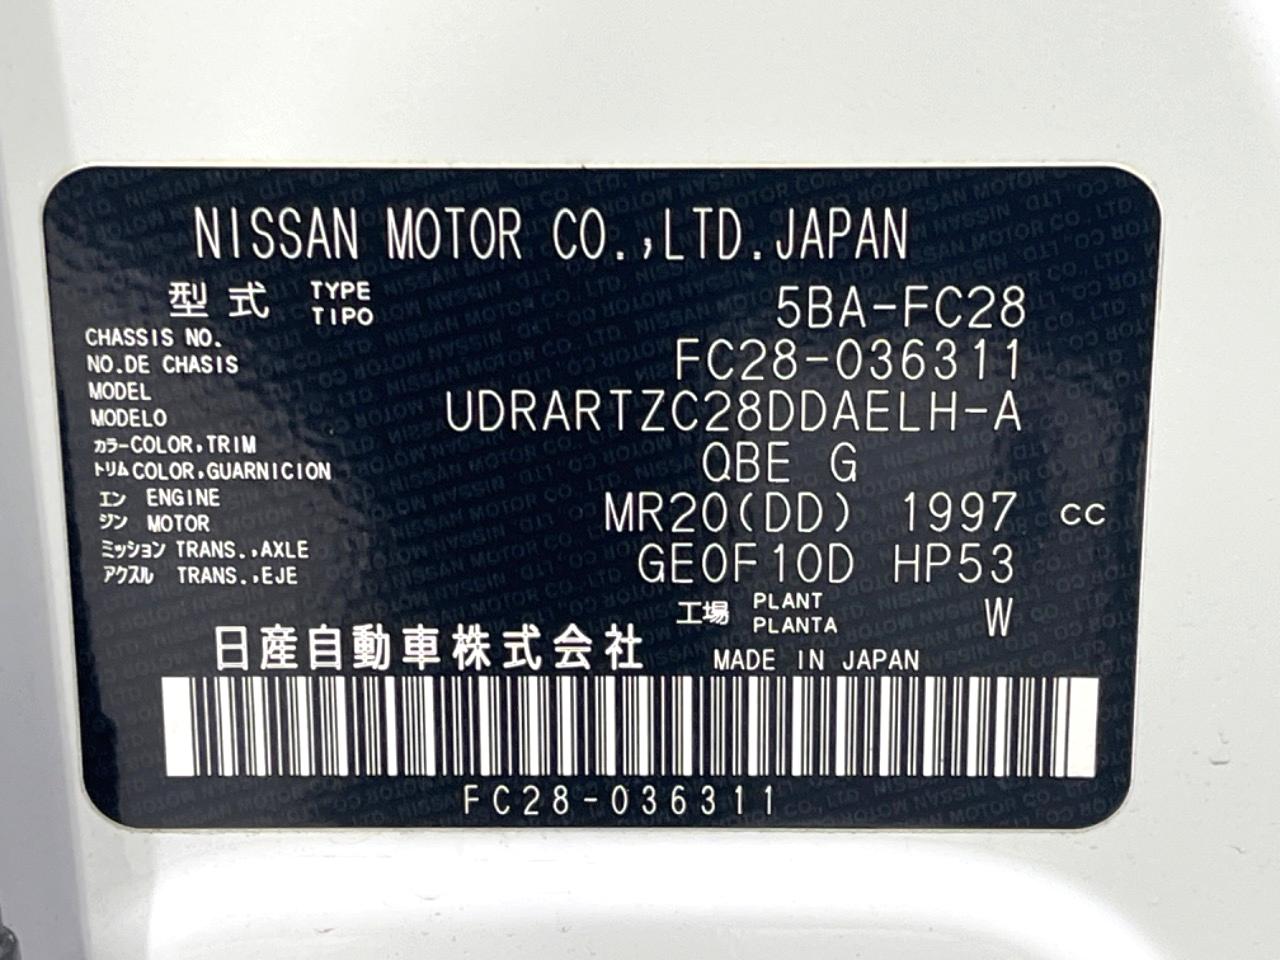 NISSAN MOTOR CO.,LTD.JAPAN
型式 TYPE TIPO 5BA-FC28
CHASSIS NO.
NO.DE CHASIS FC28-036311
MODEL
MODELO UDRARTZC28DDAELH-A
カラー COLOR,TRIM
トリム COLOR,GUARNICION QBE G
エン ENGINE
ジン MOTOR MR20(DD) 1997 cc
ミッション TRANS.,AXLE
アクスル TRANS.,EJE GE0F10D HP53
工場 PLANT PLANTA W
日産自動車株式会社 MADE IN JAPAN
FC28-036311